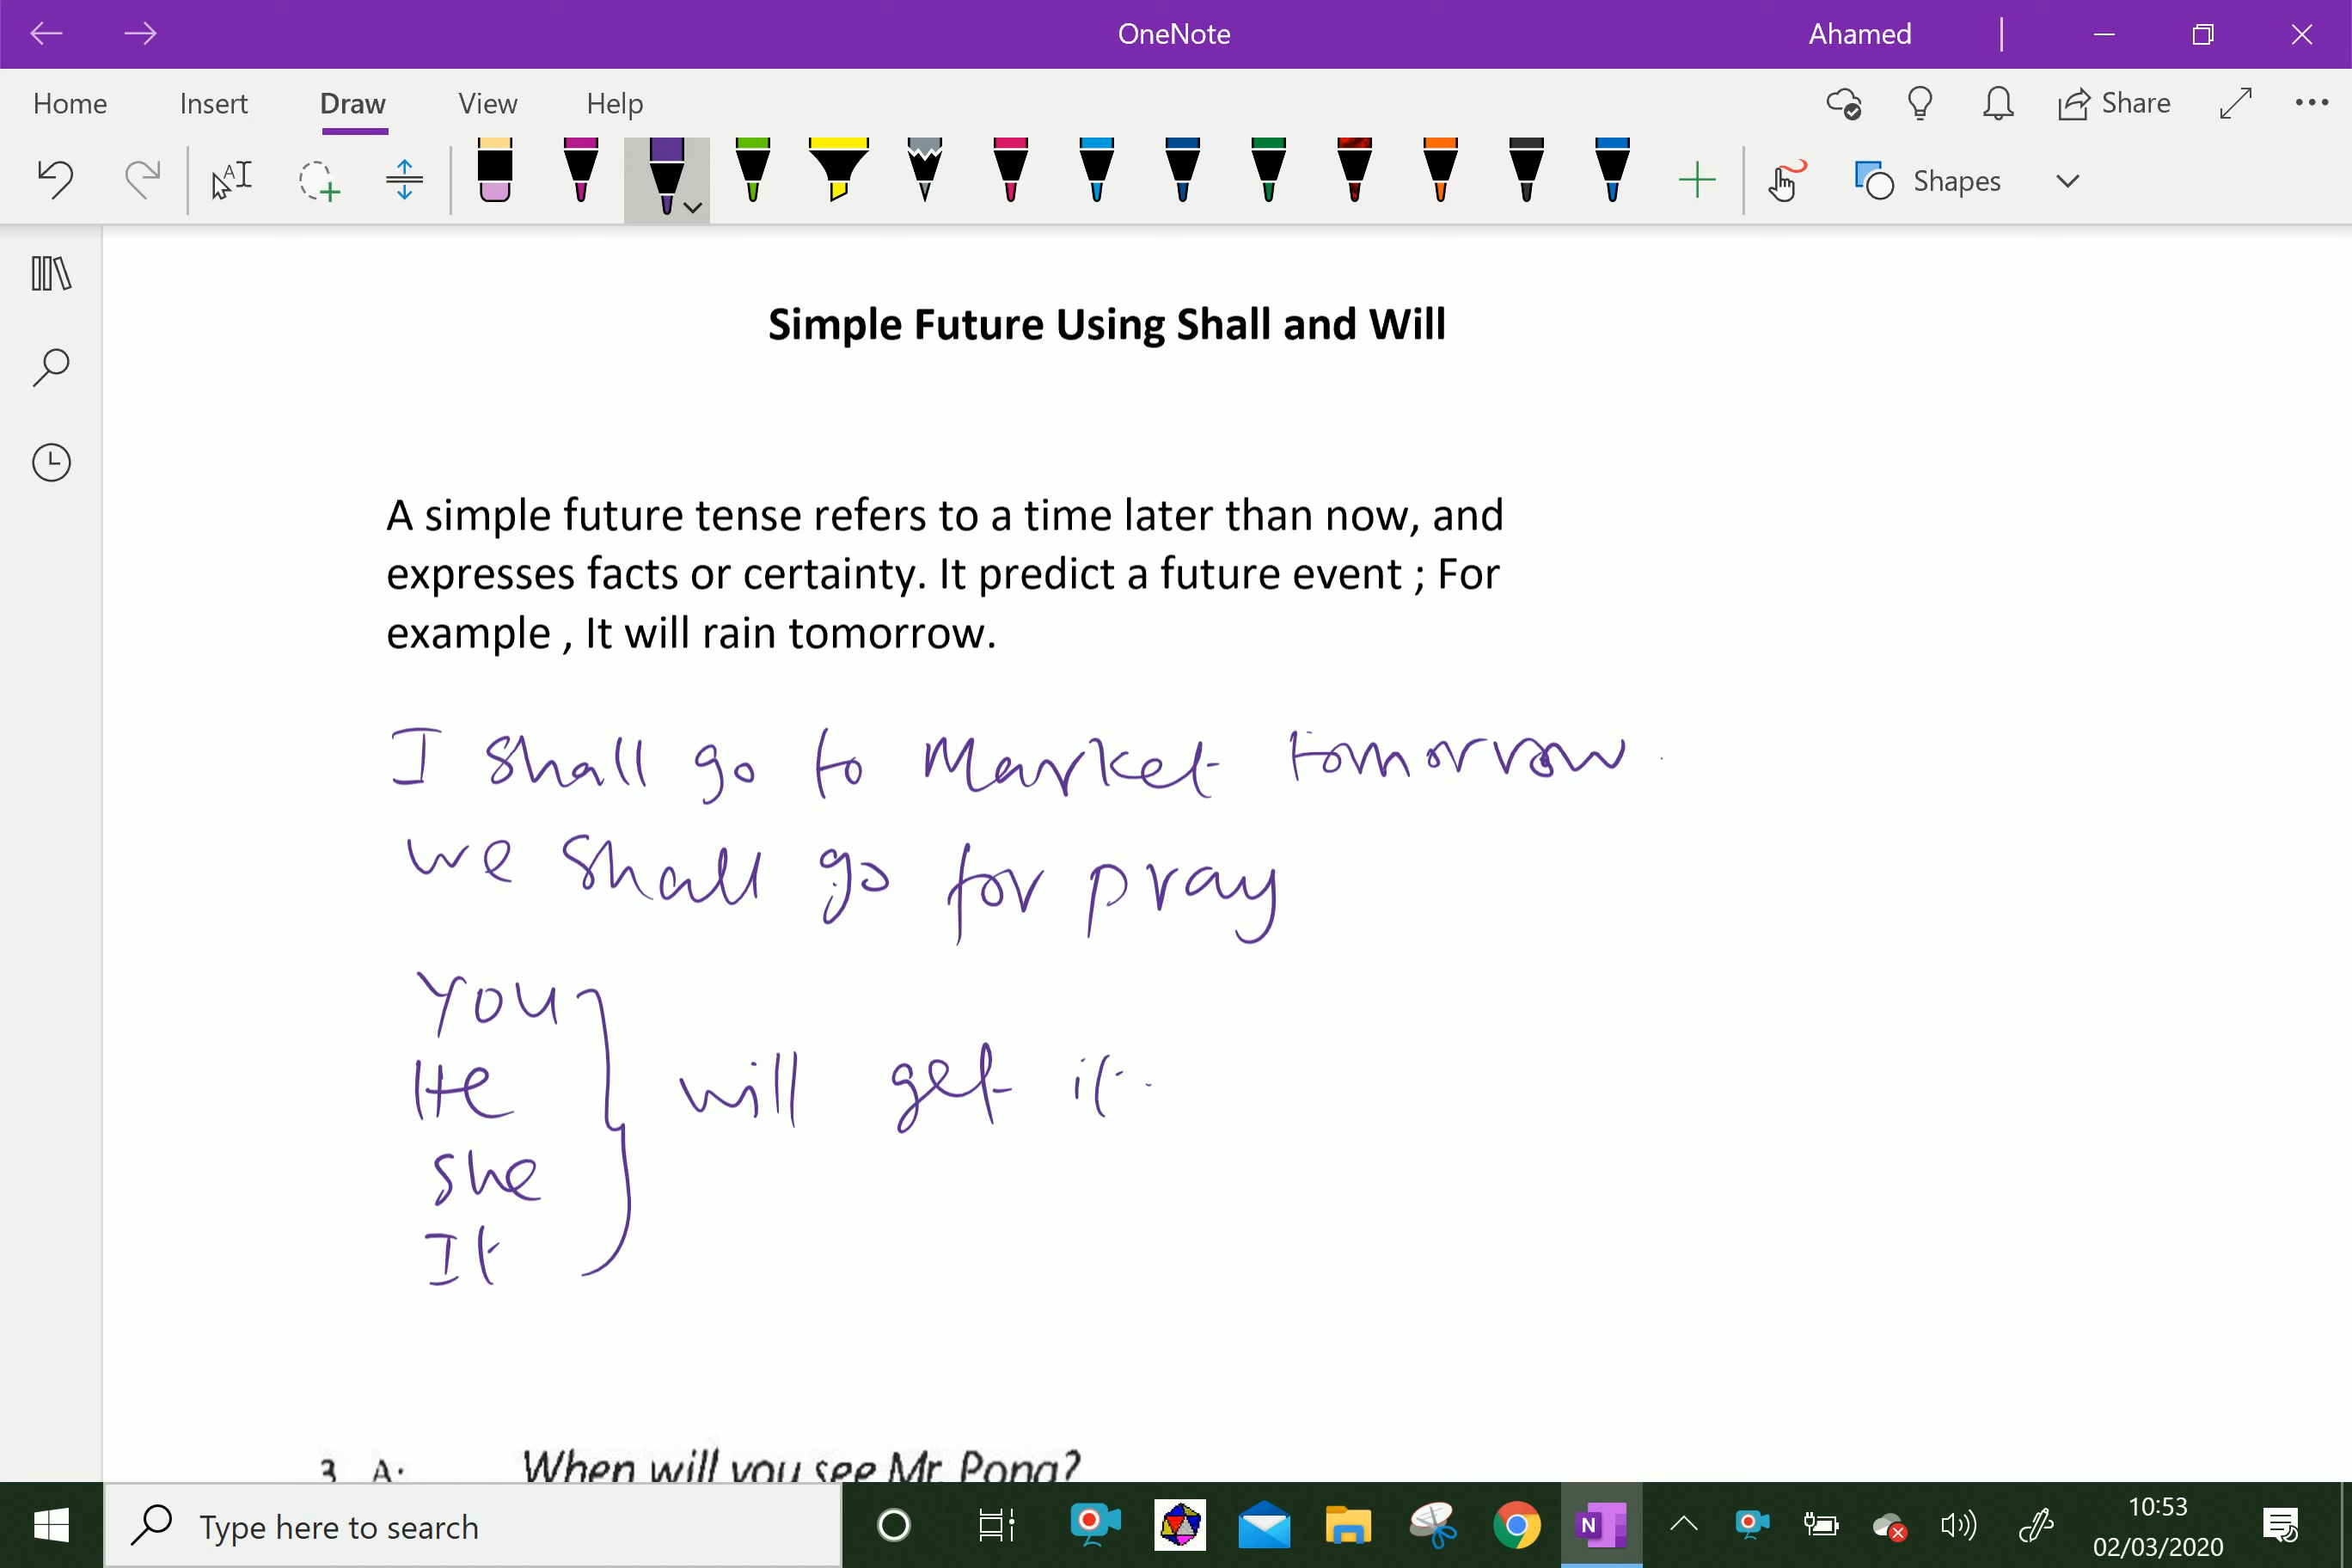 OneNote
Ahamed
Home Insert Draw View Help
Share
Shapes
Simple Future Using Shall and Will
A simple future tense refers to a time later than now, and
expresses facts or certainty. It predict a future event ; For
example , It will rain tomorrow.
I shall go to Market tomorrow.
we shall go for pray
You
He
will get it.
she
It
3. A: When will you see Mr. Pong?
Type here to search
10:53
02/03/2020